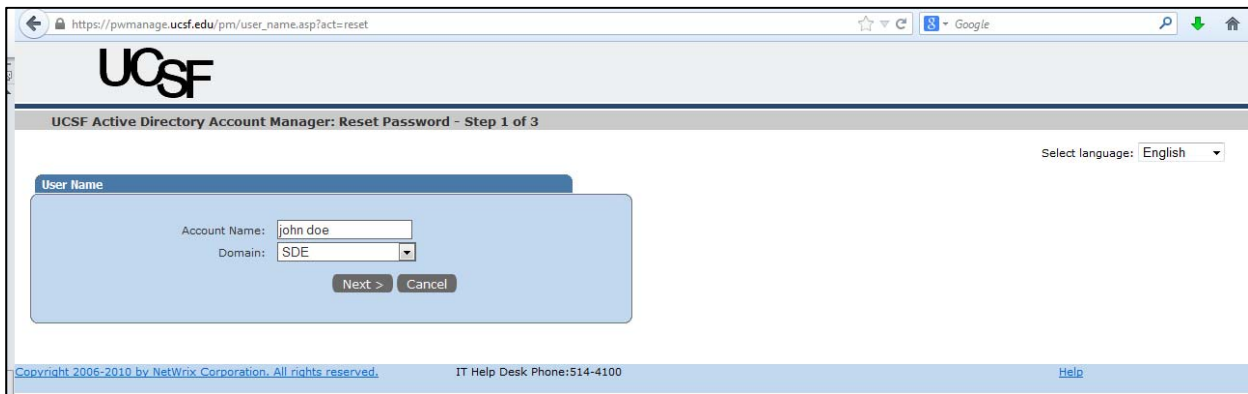 https://pwmanage.ucsf.edu/pm/user_name.asp?act=reset
Google
UCSF
UCSF Active Directory Account Manager: Reset Password - Step 1 of 3
Select language: English
User Name
Account Name: john doe
Domain: SDE
Next > Cancel
Copyright 2006-2010 by NetWrix Corporation. All rights reserved. IT Help Desk Phone:514-4100 Help